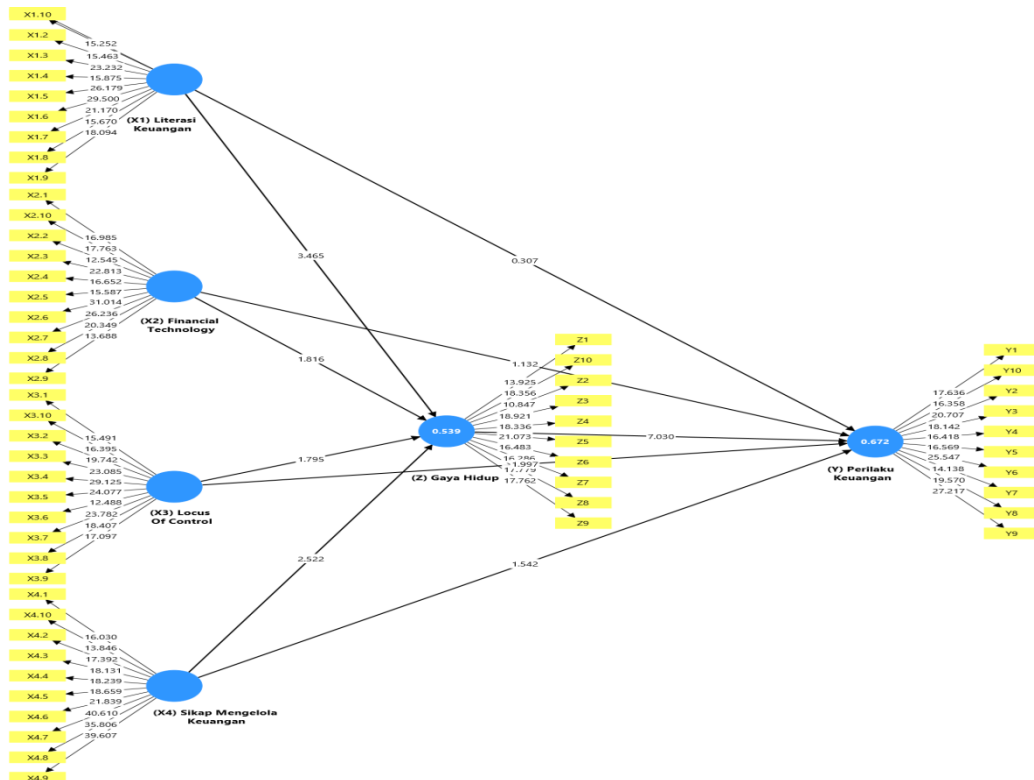 X1.10
X1.2
X1.3
X1.4
X1.5
X1.6
X1.7
X1.8
X1.9
15.252
15.463
23.232
15.875
26.179
29.500
21.170
15.670
18.094
(X1) Literasi
Keuangan
X2.1
X2.10
X2.2
X2.3
X2.4
X2.5
X2.6
X2.7
X2.8
X2.9
16.985
17.763
12.545
22.813
16.652
15.587
31.014
26.236
20.349
13.688
(X2) Financial
Technology
X3.1
X3.10
X3.2
X3.3
X3.4
X3.5
X3.6
X3.7
X3.8
X3.9
15.491
16.395
19.742
23.085
29.125
24.077
12.488
23.782
18.407
17.097
(X3) Locus
Of Control
X4.1
X4.10
X4.2
X4.3
X4.4
X4.5
X4.6
X4.7
X4.8
X4.9
16.030
13.846
17.392
18.131
18.239
18.659
21.839
40.610
35.806
39.607
(X4) Sikap Mengelola
Keuangan
3.465
0.307
1.816
1.132
1.795
1.997
2.522
1.542
7.030
0.539
(Z) Gaya Hidup
13.925
18.356
10.847
18.921
18.336
21.073
16.483
16.286
17.779
17.762
Z1
Z10
Z2
Z3
Z4
Z5
Z6
Z7
Z8
Z9
0.672
(Y) Perilaku
Keuangan
17.636
16.358
20.707
18.142
16.418
16.569
25.547
14.138
19.570
27.217
Y1
Y10
Y2
Y3
Y4
Y5
Y6
Y7
Y8
Y9